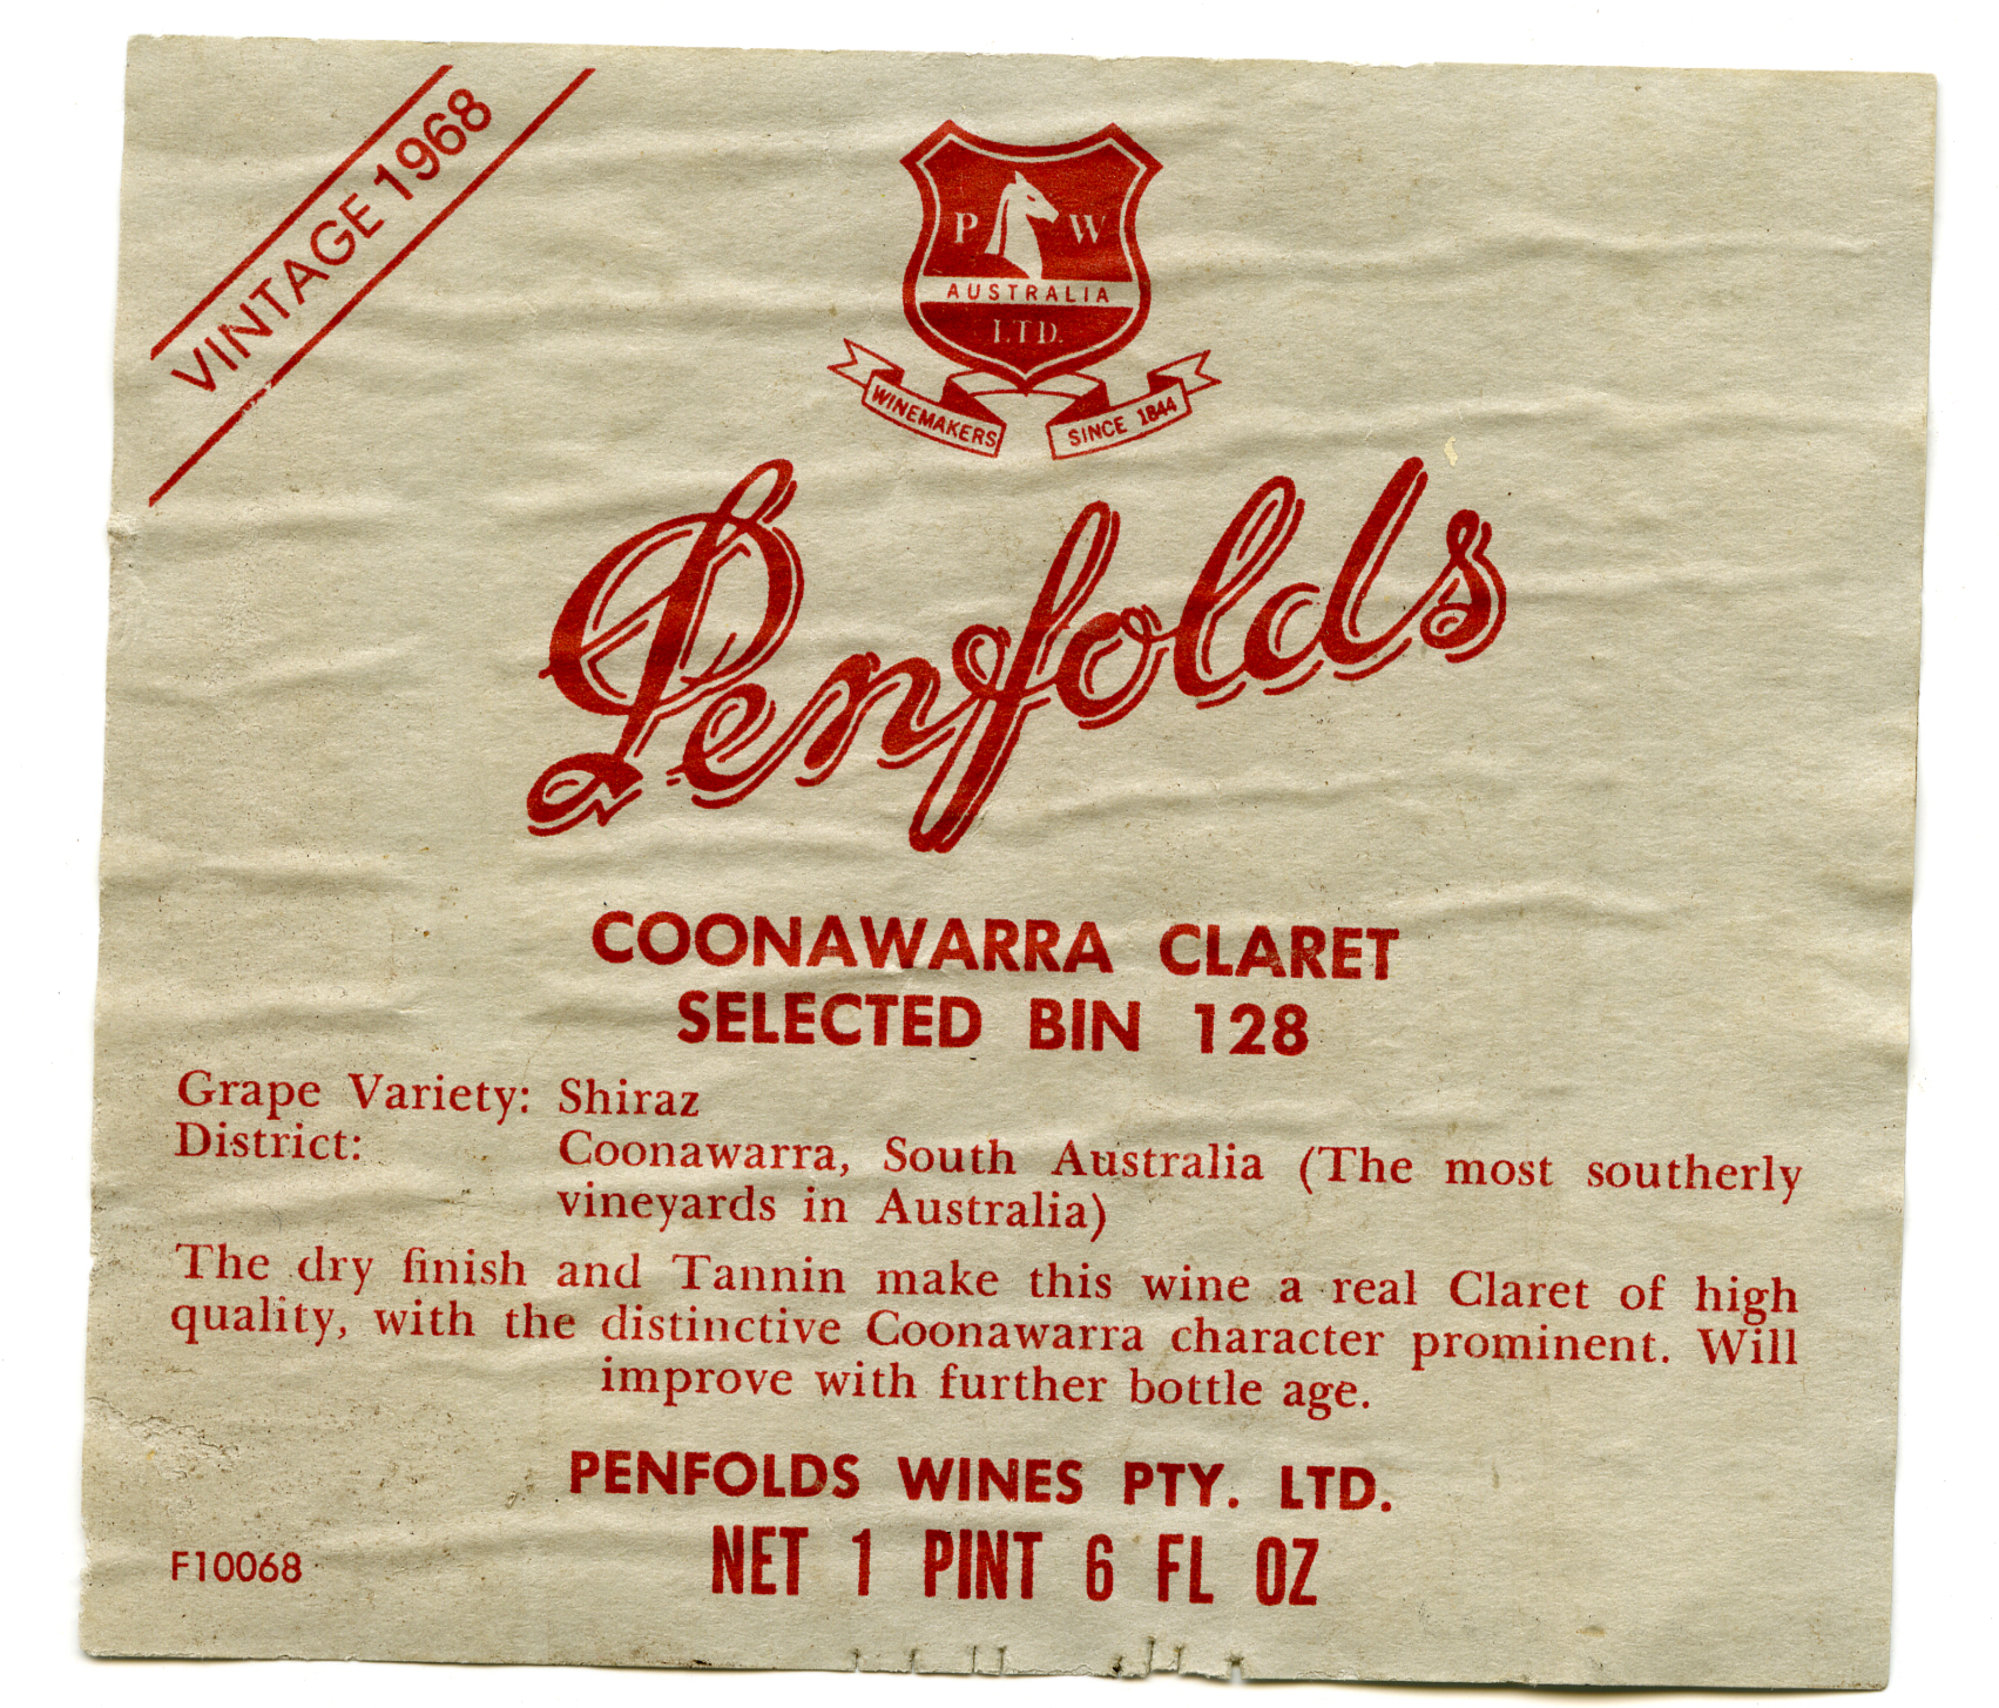 VINTAGE 1968
P W
AUSTRALIA
LTD.
WINEMAKERS SINCE 1844
Penfolds
COONAWARRA CLARET
SELECTED BIN 128
Grape Variety: Shiraz
District: Coonawarra, South Australia (The most southerly
vineyards in Australia)
The dry finish and Tannin make this wine a real Claret of high
quality, with the distinctive Coonawarra character prominent. Will
improve with further bottle age.
PENFOLDS WINES PTY. LTD.
NET 1 PINT 6 FL OZ
F10068